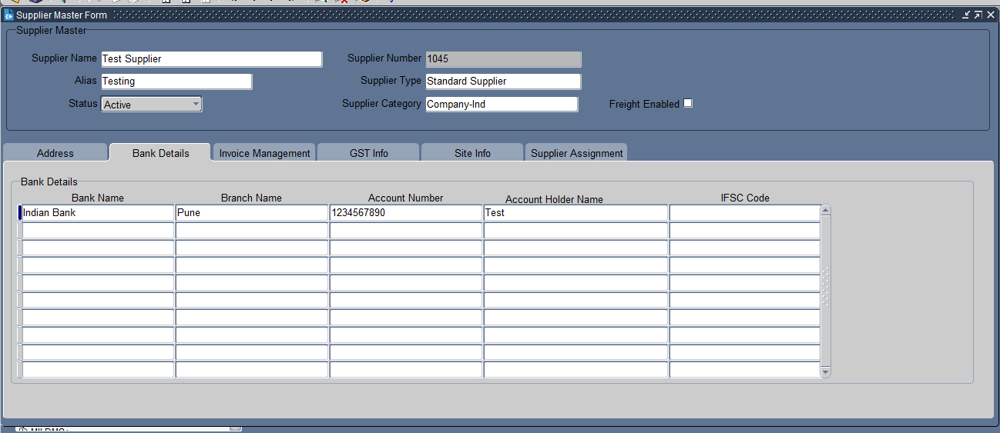 Supplier Master Form
Supplier Master
Supplier Name Test Supplier Supplier Number 1045
Alias Testing Supplier Type Standard Supplier
Status Active Supplier Category Company-Ind Freight Enabled
Address Bank Details Invoice Management GST Info Site Info Supplier Assignment
Bank Details
Bank Name Branch Name Account Number Account Holder Name IFSC Code
Indian Bank Pune 1234567890 Test